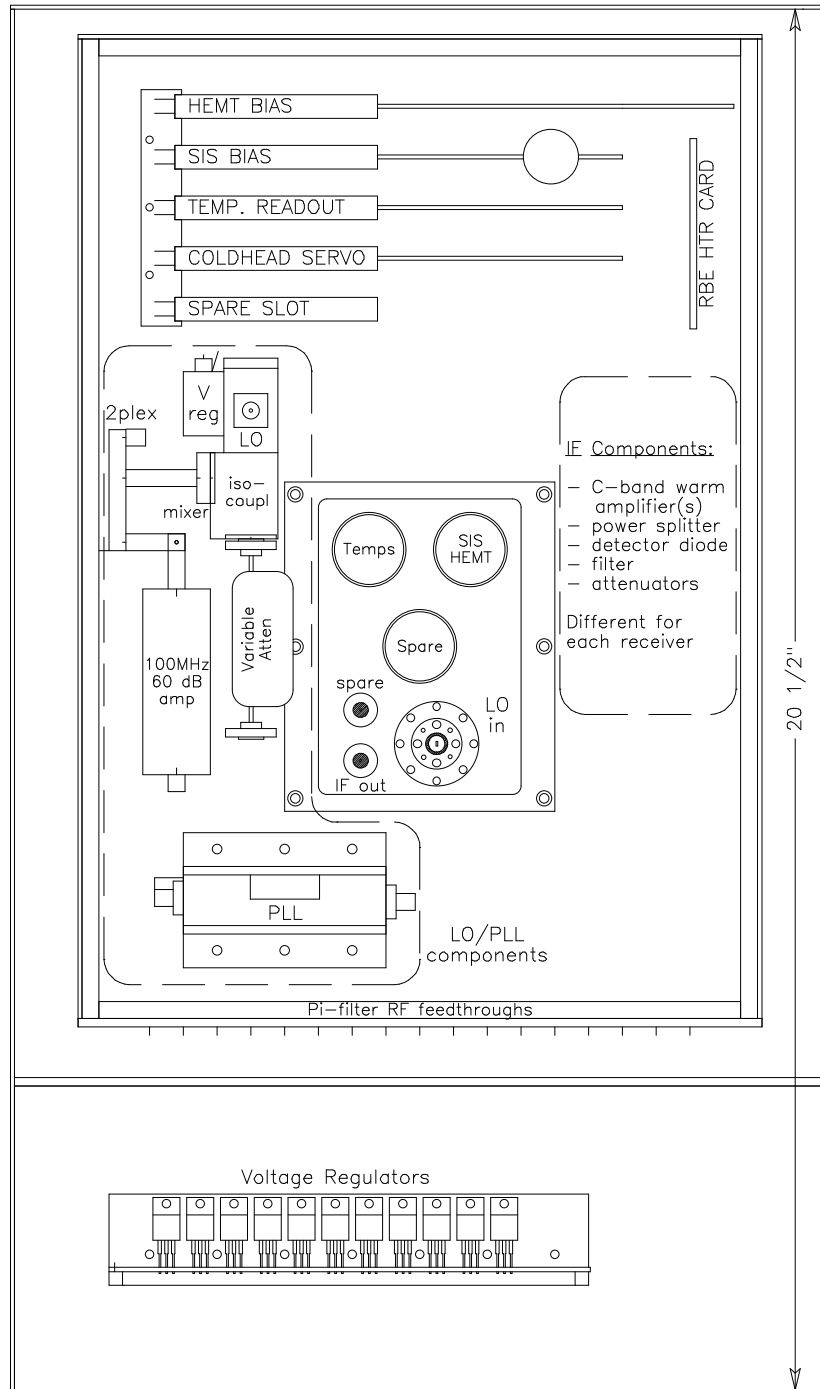 HEMT BIAS
SIS BIAS
TEMP. READOUT
COLDHEAD SERVO
SPARE SLOT
RBE HTR CARD
V
reg
2plex
LO
iso-
coupl
mixer
Variable
Atten
100MHz
60 dB
amp
Temps
SIS
HEMT
Spare
spare
LO
in
IF out
IF Components:
- C-band warm
amplifier(s)
- power splitter
- detector diode
- filter
- attenuators
Different for
each receiver
20 1/2"
PLL
LO/PLL
components
Pi-filter RF feedthroughs
Voltage Regulators